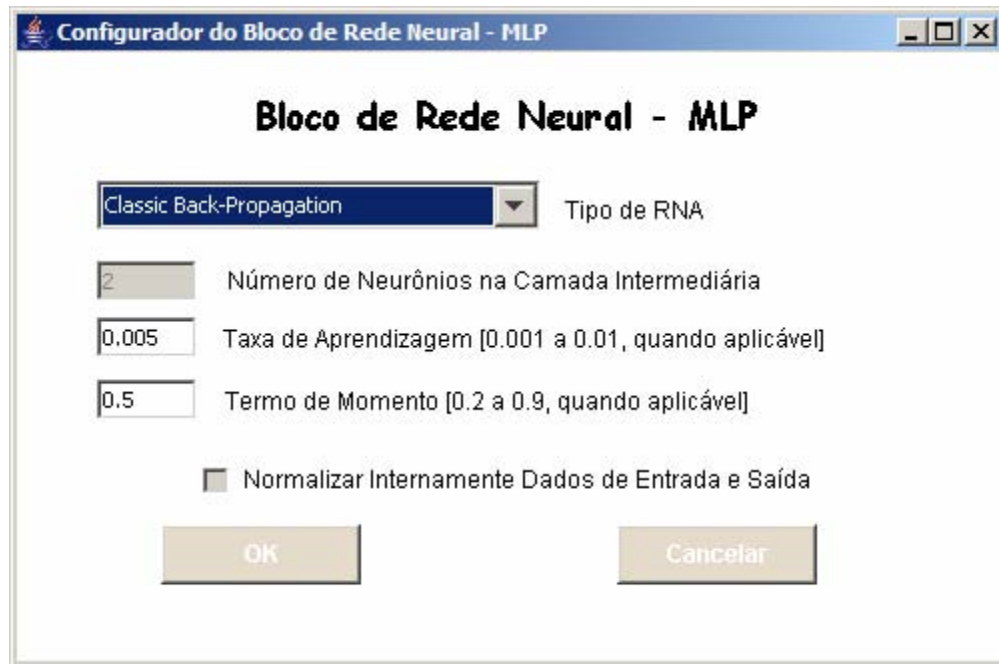 Configurador do Bloco de Rede Neural - MLP
Bloco de Rede Neural - MLP
Classic Back-Propagation Tipo de RNA
2 Número de Neurônios na Camada Intermediária
0.005 Taxa de Aprendizagem [0.001 a 0.01, quando aplicável]
0.5 Termo de Momento [0.2 a 0.9, quando aplicável]
Normalizar Internamente Dados de Entrada e Saída
OK Cancelar